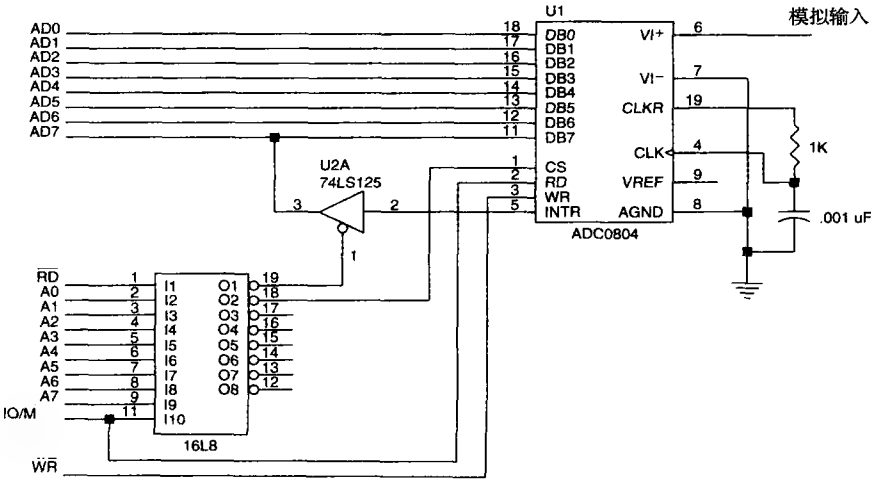 U1
模拟输入
AD0 18 DB0 VI+ 6
AD1 17 DB1
AD2 16 DB2
AD3 15 DB3 VI- 7
AD4 14 DB4
AD5 13 DB5 CLKR 19
AD6 12 DB6
AD7 11 DB7
1K
CLK 4
U2A
74LS125
1 CS
2 RD VREF 9
3 WR
3 2 5 INTR AGND 8
.001 uF
ADC0804
1
RD 1 I1 O1 19
A0 2 I2 O2 18
A1 3 I3 O3 17
A2 4 I4 O4 16
A3 5 I5 O5 15
A4 6 I6 O6 14
A5 7 I7 O7 13
A6 8 I8 O8 12
A7 9 I9
IO/M 11 I10
16L8
WR